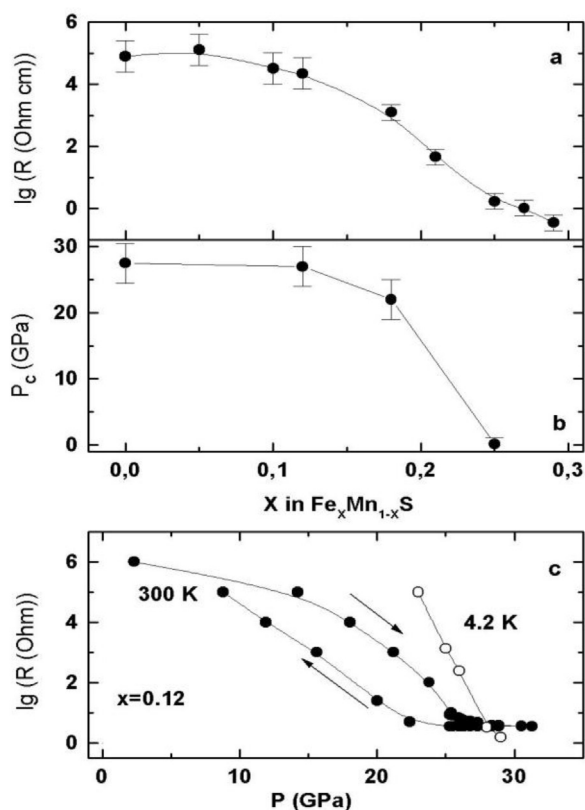 6
4
2
0
lg (R (Ohm cm))
a
30
20
10
0
P_c (GPa)
b
0,0 0,1 0,2 0,3
X in Fe_XMn_{1-X}S
6
4
2
0
lg (R (Ohm))
c
300 K
4.2 K
x=0.12
0 10 20 30
P (GPa)